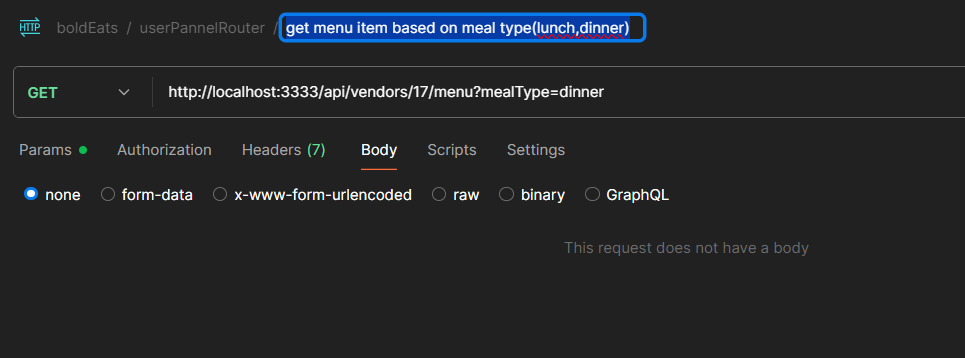 HTTP boldEats / userPannelRouter / get menu item based on meal type(lunch,dinner)
GET http://localhost:3333/api/vendors/17/menu?mealType=dinner
Params Authorization Headers (7) Body Scripts Settings
none form-data x-www-form-urlencoded raw binary GraphQL
This request does not have a body